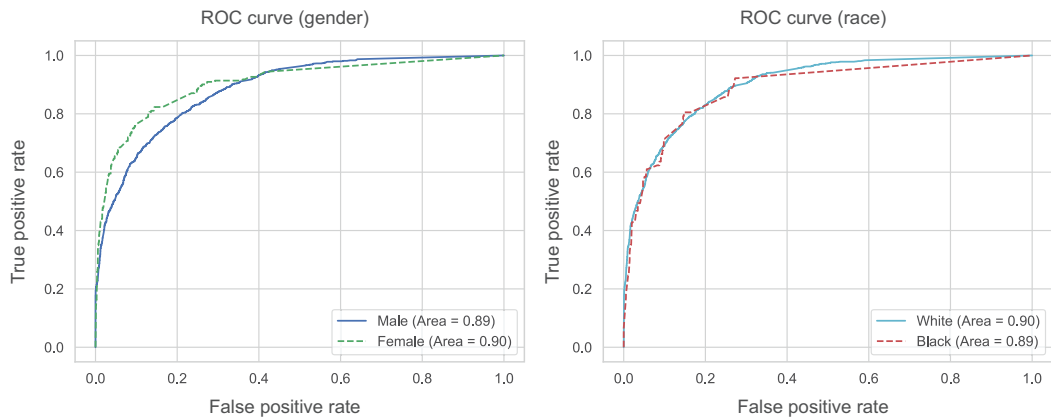 ROC curve (gender)
True positive rate
1.0
0.8
0.6
0.4
0.2
0.0
Male (Area = 0.89)
Female (Area = 0.90)
0.0 0.2 0.4 0.6 0.8 1.0
False positive rate
ROC curve (race)
True positive rate
1.0
0.8
0.6
0.4
0.2
0.0
White (Area = 0.90)
Black (Area = 0.89)
0.0 0.2 0.4 0.6 0.8 1.0
False positive rate